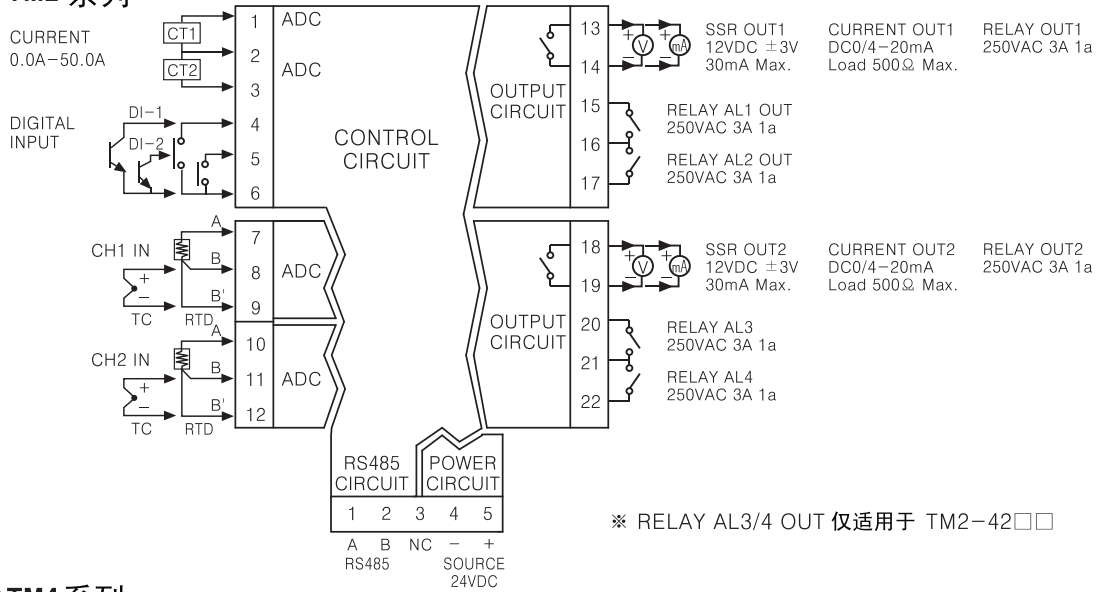 CURRENT
0.0A-50.0A
CT1
CT2
1
2
3
4
5
6
ADC
ADC
DIGITAL
INPUT
DI-1
DI-2
CONTROL
CIRCUIT
OUTPUT
CIRCUIT
13
14
15
16
17
+
-
V
+
-
mA
SSR OUT1
12VDC ±3V
30mA Max.
CURRENT OUT1
DC0/4-20mA
Load 500Ω Max.
RELAY OUT1
250VAC 3A 1a
RELAY AL1 OUT
250VAC 3A 1a
RELAY AL2 OUT
250VAC 3A 1a
CH1 IN
+
-
TC
RTD
A
B
B'
7
8
9
ADC
CH2 IN
+
-
TC
RTD
A
B
B'
10
11
12
ADC
OUTPUT
CIRCUIT
18
19
20
21
22
+
-
V
+
-
mA
SSR OUT2
12VDC ±3V
30mA Max.
CURRENT OUT2
DC0/4-20mA
Load 500Ω Max.
RELAY OUT2
250VAC 3A 1a
RELAY AL3
250VAC 3A 1a
RELAY AL4
250VAC 3A 1a
RS485
CIRCUIT
POWER
CIRCUIT
1 2 3 4 5
A B NC - +
RS485
SOURCE
24VDC
※ RELAY AL3/4 OUT 仅适用于 TM2-42□□